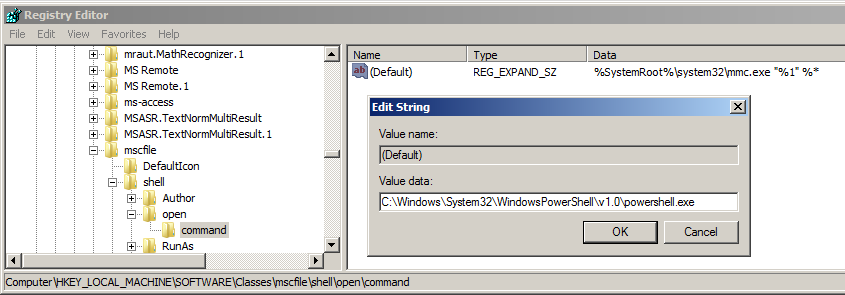 Registry Editor
File Edit View Favorites Help
mraut.MathRecognizer.1
MS Remote
MS Remote.1
ms-access
MSASR.TextNormMultiResult
MSASR.TextNormMultiResult.1
mscfile
DefaultIcon
shell
Author
open
command
RunAs
Name Type Data
ab (Default) REG_EXPAND_SZ %SystemRoot%\system32\mmc.exe "%1" %*
Edit String
Value name:
(Default)
Value data:
C:\Windows\System32\WindowsPowerShell\v1.0\powershell.exe
OK Cancel
Computer\HKEY_LOCAL_MACHINE\SOFTWARE\Classes\mscfile\shell\open\command